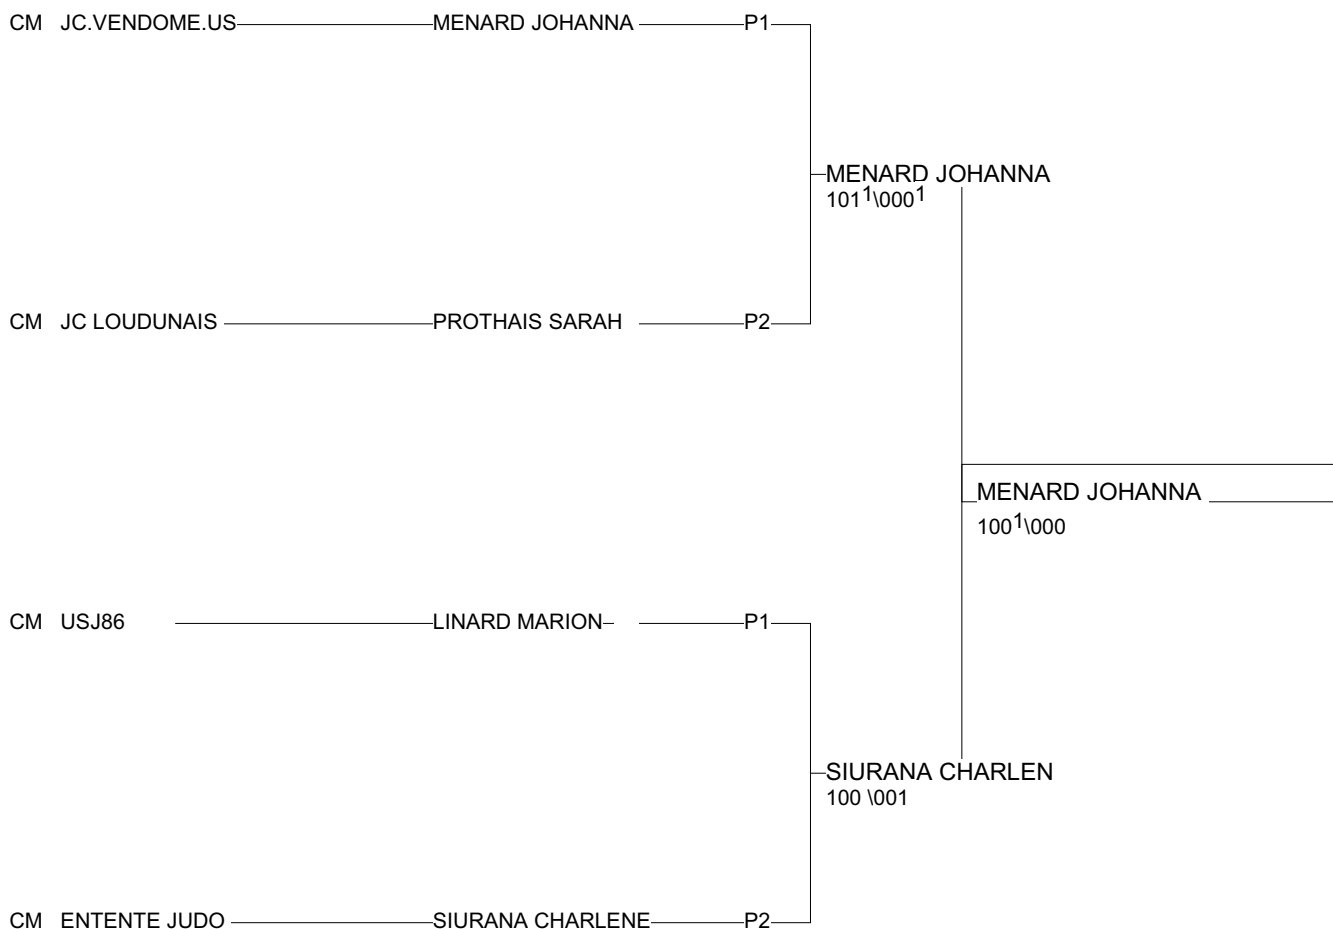 CM JC.VENDOME.US MENARD JOHANNA P1
MENARD JOHANNA
101¹\000¹
CM JC LOUDUNAIS PROTHAIS SARAH P2
MENARD JOHANNA
100¹\000
CM USJ86 LINARD MARION P1
SIURANA CHARLEN
100 \001
CM ENTENTE JUDO SIURANA CHARLENE P2